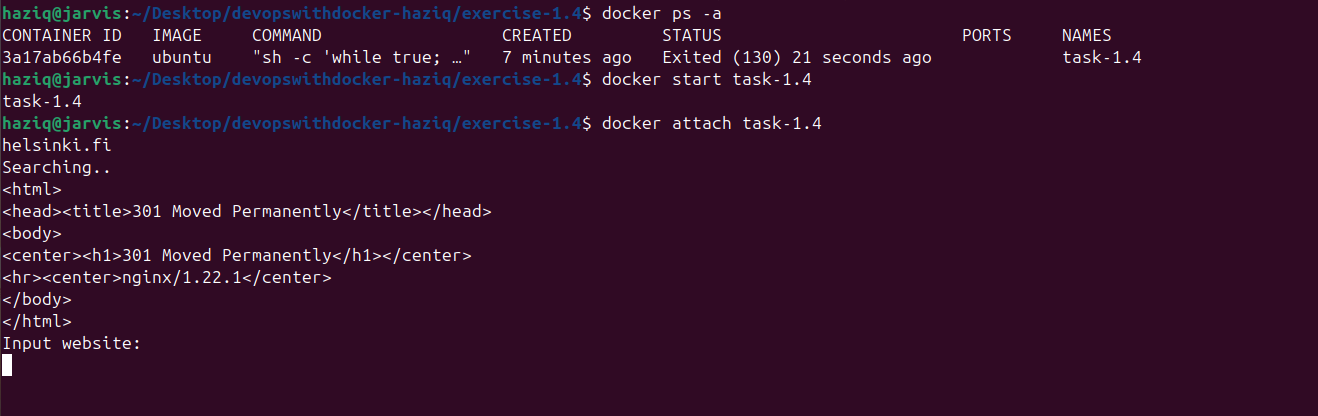 haziq@jarvis:~/Desktop/devopswithdocker-haziq/exercise-1.4$ docker ps -a
CONTAINER ID   IMAGE     COMMAND                  CREATED         STATUS                        PORTS     NAMES
3a17ab66b4fe   ubuntu    "sh -c 'while true; …"   7 minutes ago   Exited (130) 21 seconds ago             task-1.4
haziq@jarvis:~/Desktop/devopswithdocker-haziq/exercise-1.4$ docker start task-1.4
task-1.4
haziq@jarvis:~/Desktop/devopswithdocker-haziq/exercise-1.4$ docker attach task-1.4
helsinki.fi
Searching..
<html>
<head><title>301 Moved Permanently</title></head>
<body>
<center><h1>301 Moved Permanently</h1></center>
<hr><center>nginx/1.22.1</center>
</body>
</html>
Input website: